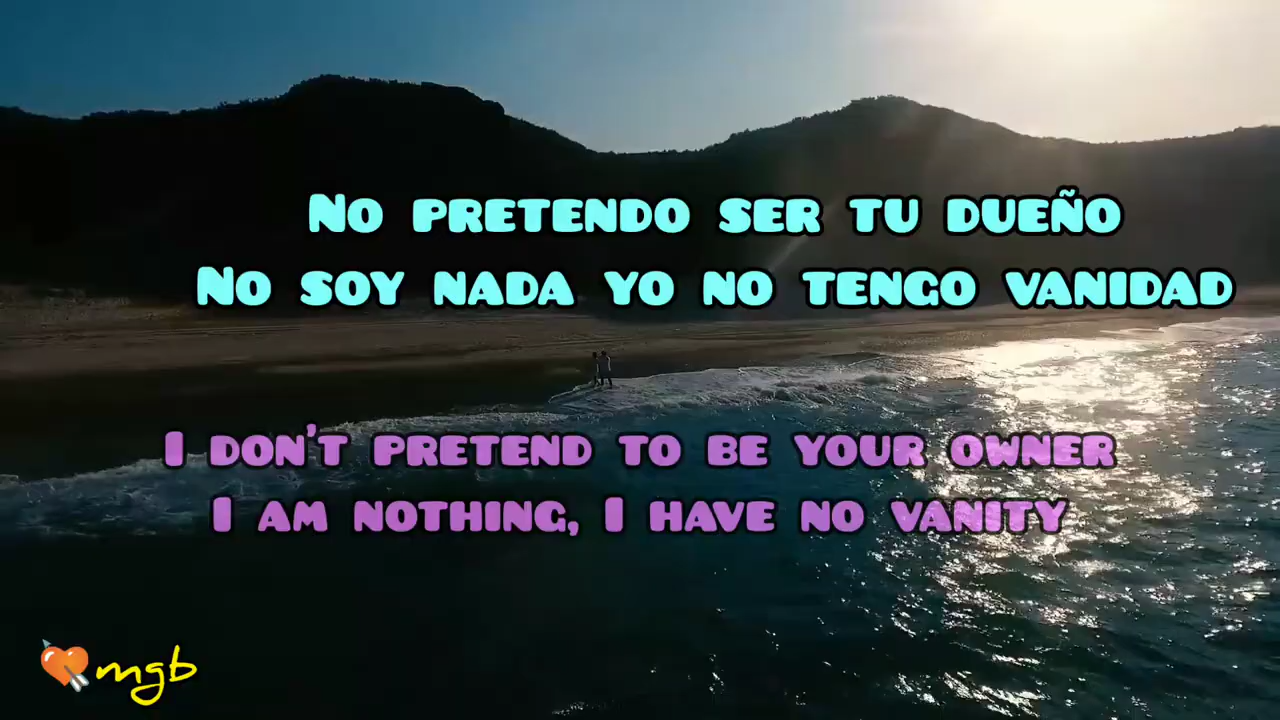 No pretendo ser tu dueño
No soy nada yo no tengo vanidad
I don't pretend to be your owner
I am nothing, I have no vanity
mgb